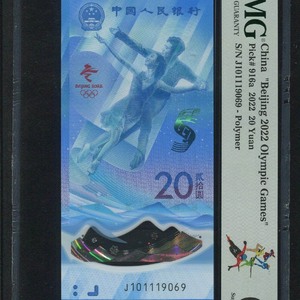 中国人民银行
BEIJING 2022
20
贰拾圆
J101119069
MG
GUARANTY
China "Beijing 2022 Olympic Games"
Pick# 916a 2022 20 Yuan
S/N J101119069 - Polymer